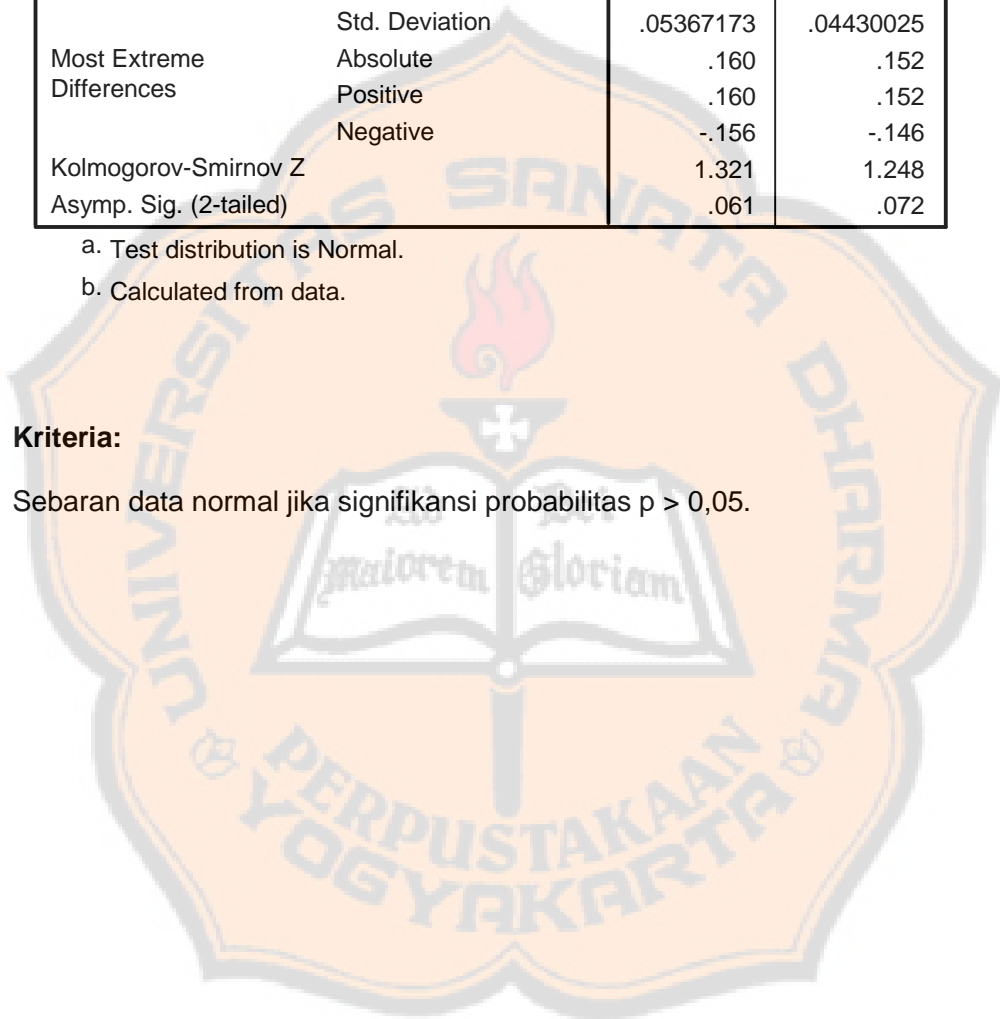 Std. Deviation .05367173 .04430025
Most Extreme Differences Absolute .160 .152
Positive .160 .152
Negative -.156 -.146
Kolmogorov-Smirnov Z 1.321 1.248
Asymp. Sig. (2-tailed) .061 .072
a. Test distribution is Normal.
b. Calculated from data.
Kriteria:
Sebaran data normal jika signifikansi probabilitas p > 0,05.
UNIVERSITAS SANATA DHARMA
Ad Dei
Maiorem Gloriam
PERPUSTAKAAN
YOGYAKARTA